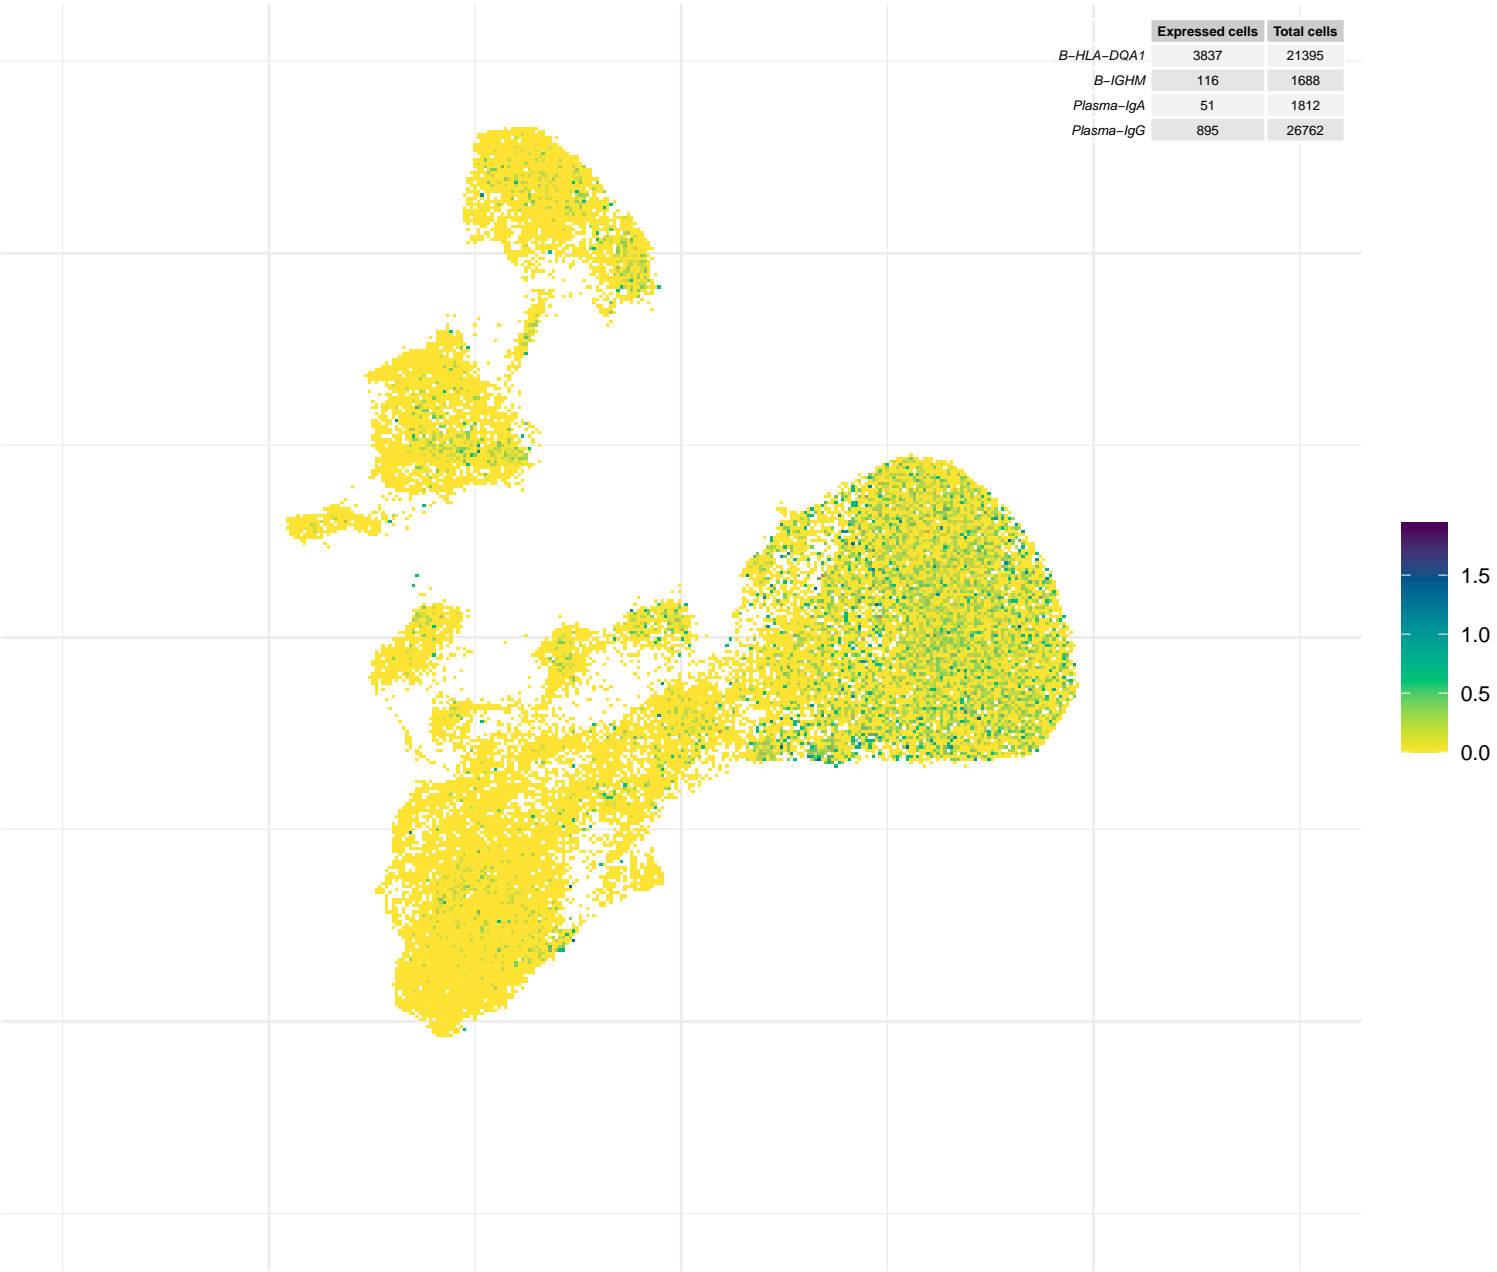 Expressed cells Total cells
B−HLA−DQA1 3837 21395
B−IGHM 116 1688
Plasma−IgA 51 1812
Plasma−IgG 895 26762
1.5
1.0
0.5
0.0